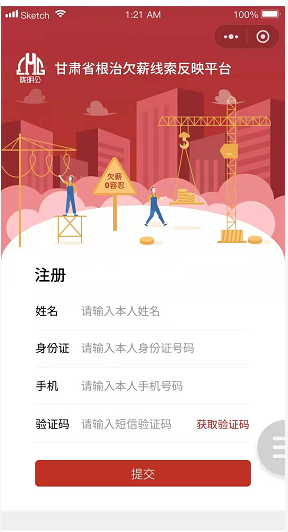 Sketch
1:21 AM
100%
陇明公
甘肃省根治欠薪线索反映平台
欠薪
0容忍
注册
姓名 请输入本人姓名
身份证 请输入本人身份证号码
手机 请输入本人手机号码
验证码 请输入短信验证码 获取验证码
提交